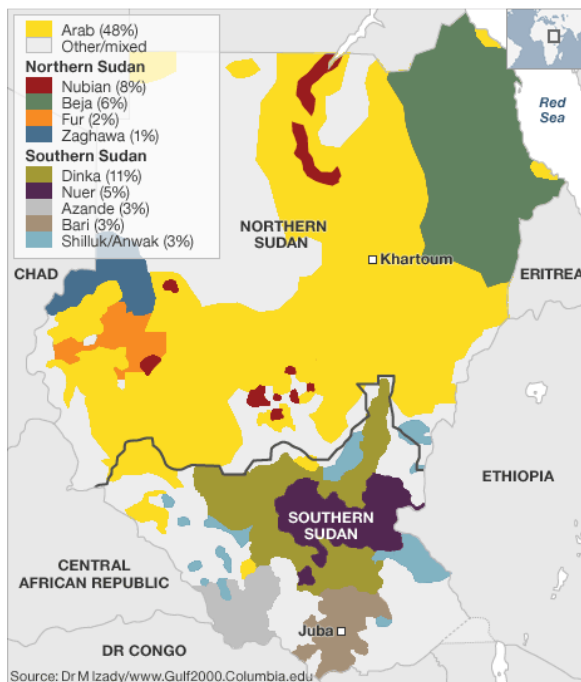 Arab (48%)
Other/mixed
Northern Sudan
Nubian (8%)
Beja (6%)
Fur (2%)
Zaghawa (1%)
Southern Sudan
Dinka (11%)
Nuer (5%)
Azande (3%)
Bari (3%)
Shilluk/Anwak (3%)
Red
Sea
NORTHERN
SUDAN
Khartoum
CHAD
ERITREA
ETHIOPIA
SOUTHERN
SUDAN
CENTRAL
AFRICAN REPUBLIC
Juba
DR CONGO
Source: Dr M Izady/www.Gulf2000.Columbia.edu